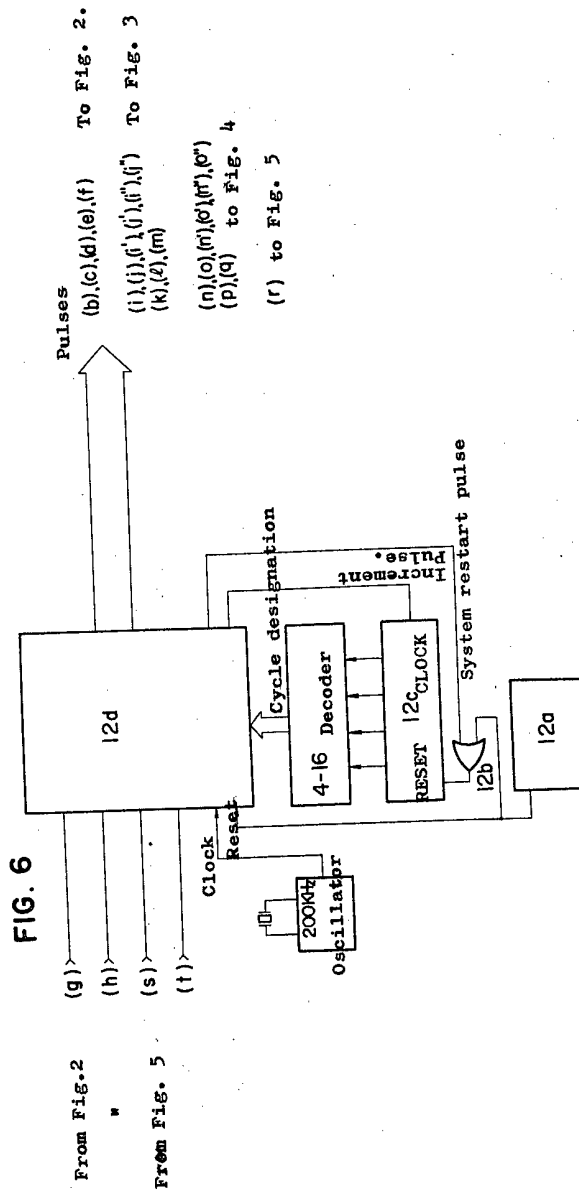 FIG. 6
From Fig.2
"
From Fig. 5
(g)
(h)
(s)
(t)
12d
Pulses
(b),(c),(d),(e),(f) To Fig. 2.
(i),(j),(i'),(j'),(i"),(j") To Fig. 3
(k),(ℓ),(m)
(n),(o),(n'),(o'),(n"),(o")
(p),(q) to Fig. 4
(r) to Fig. 5
Clock
Reset
Cycle designation
200KHz
Oscillator
4-16 Decoder
RESET 12c CLOCK
Increment
Pulse.
System restart pulse
12b
12a